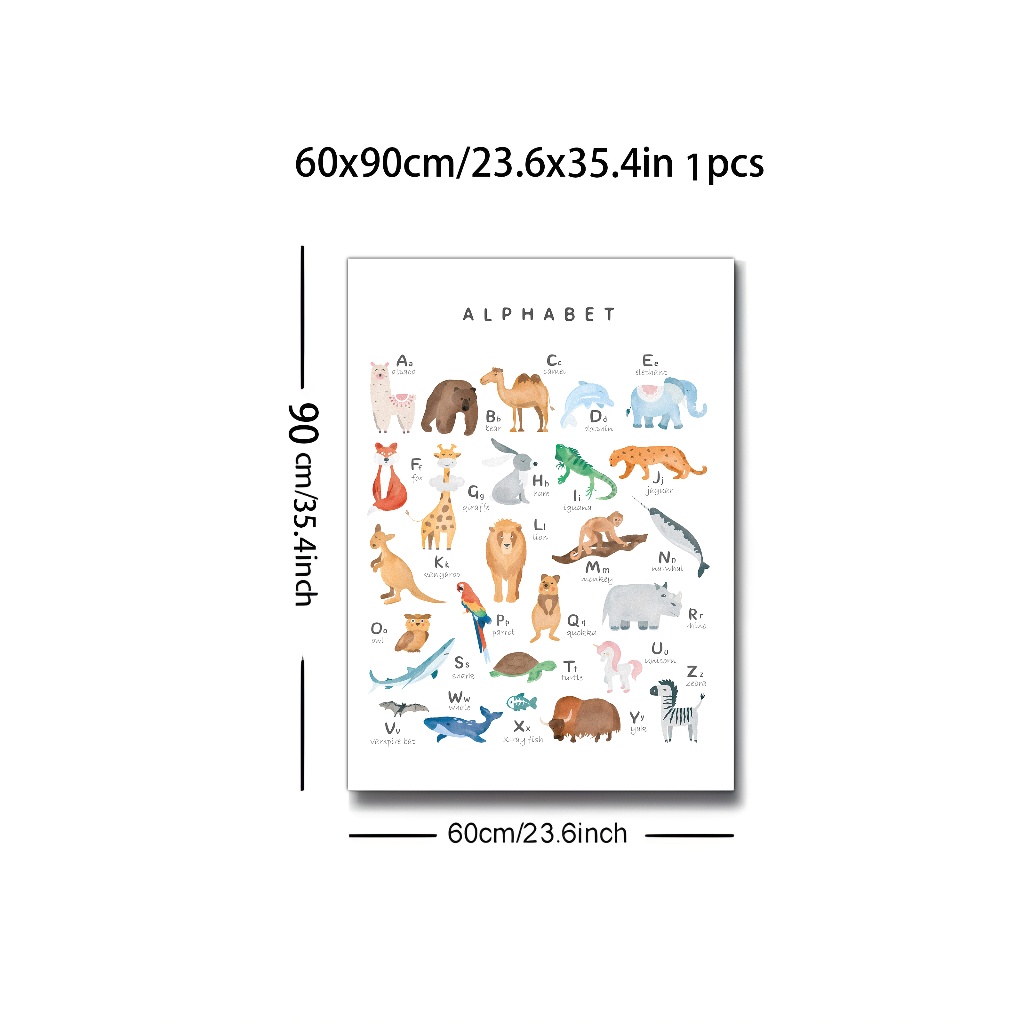 60x90cm/23.6x35.4in 1pcs
90 cm/35.4inch
ALPHABET
Aa
alpaca
Bb
bear
Cc
camel
Dd
dolphin
Ee
elephant
Ff
fox
Gg
giraffe
Hh
hare
Ii
iguana
Jj
jaguar
Kk
kangaroo
Ll
lion
Mm
monkey
Nn
narwhal
Oo
owl
Pp
parrot
Qq
quokka
Rr
rhino
Ss
shark
Tt
turtle
Uu
unicorn
Vv
vampire bat
Ww
whale
Xx
x-ray fish
Yy
yak
Zz
zebra
60cm/23.6inch